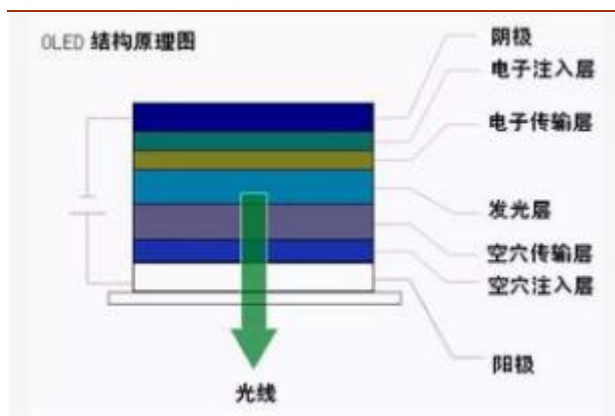 OLED 结构原理图
阴极
电子注入层
电子传输层
发光层
空穴传输层
空穴注入层
阳极
光线